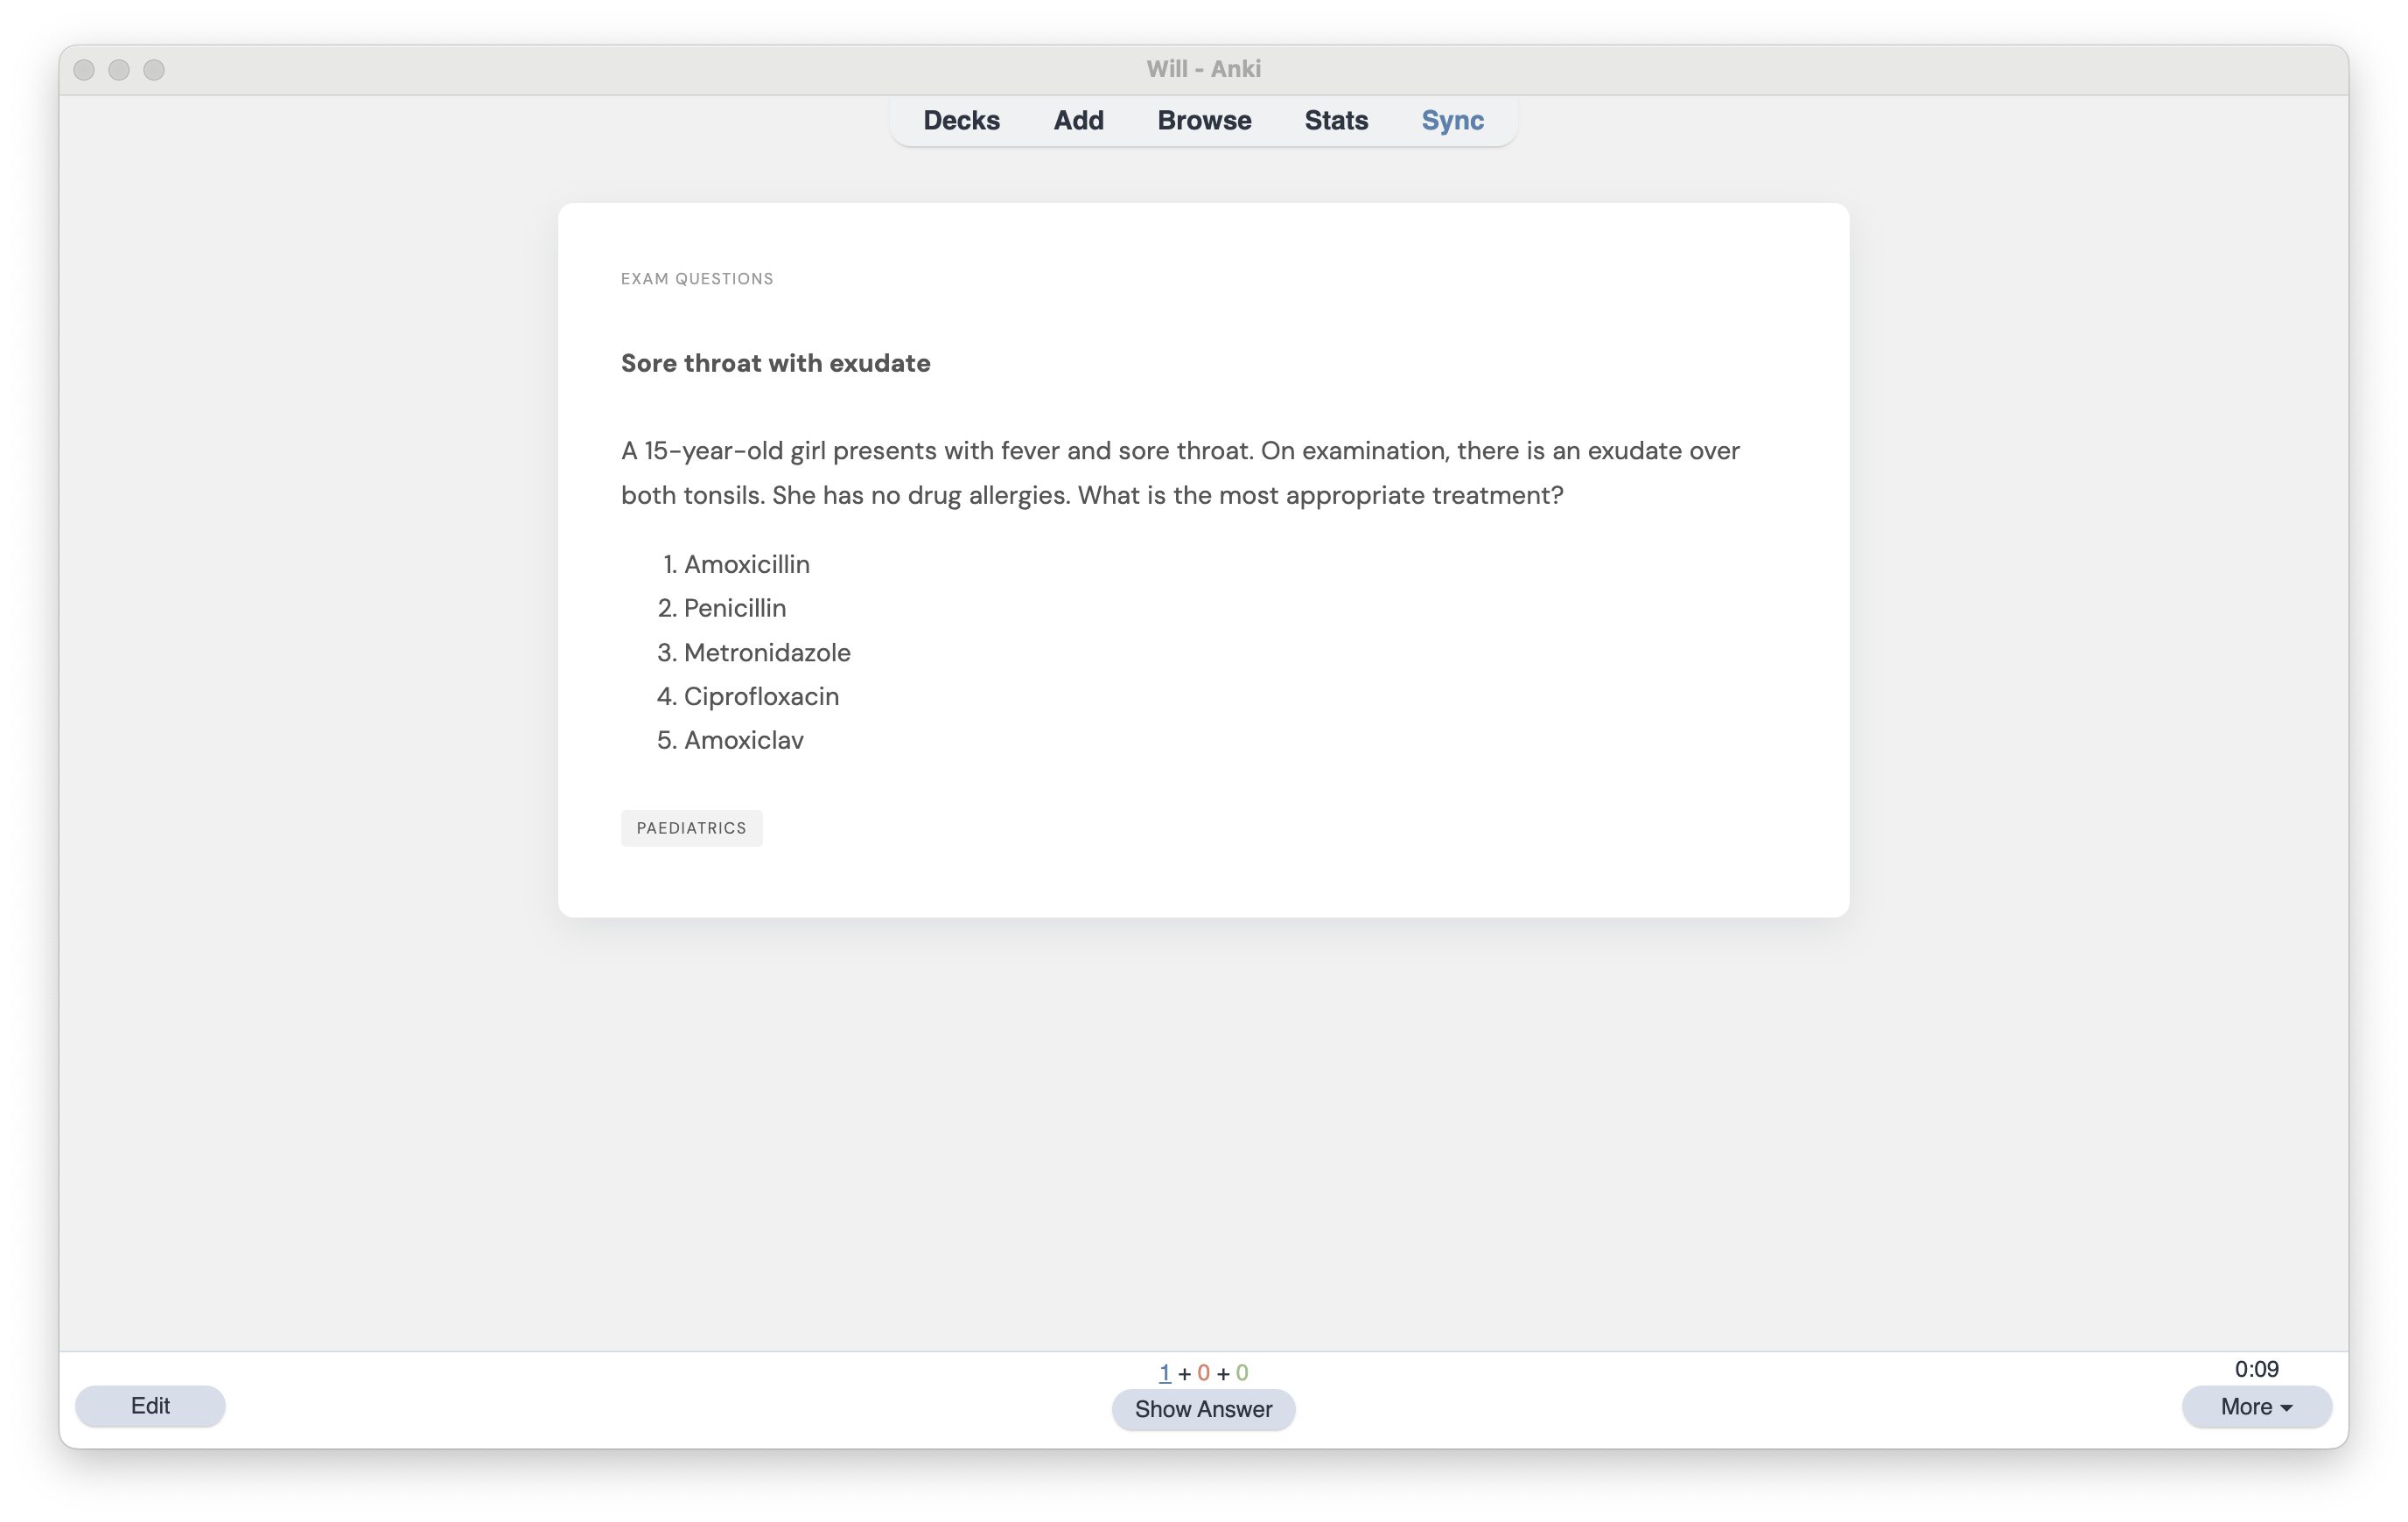 Will - Anki
Decks Add Browse Stats Sync
EXAM QUESTIONS
Sore throat with exudate
A 15-year-old girl presents with fever and sore throat. On examination, there is an exudate over
both tonsils. She has no drug allergies. What is the most appropriate treatment?
1. Amoxicillin
2. Penicillin
3. Metronidazole
4. Ciprofloxacin
5. Amoxiclav
PAEDIATRICS
1 + 0 + 0
0:09
Edit
Show Answer
More